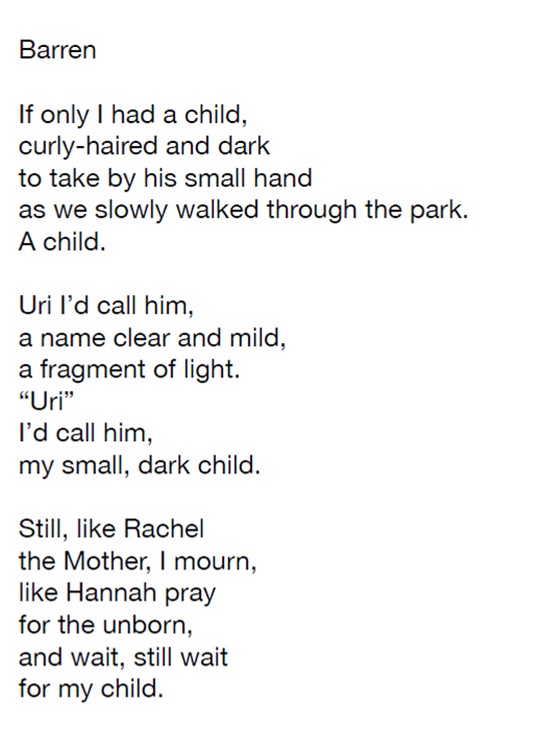 Barren
If only I had a child,
curly-haired and dark
to take by his small hand
as we slowly walked through the park.
A child.
Uri I’d call him,
a name clear and mild,
a fragment of light.
“Uri”
I’d call him,
my small, dark child.
Still, like Rachel
the Mother, I mourn,
like Hannah pray
for the unborn,
and wait, still wait
for my child.